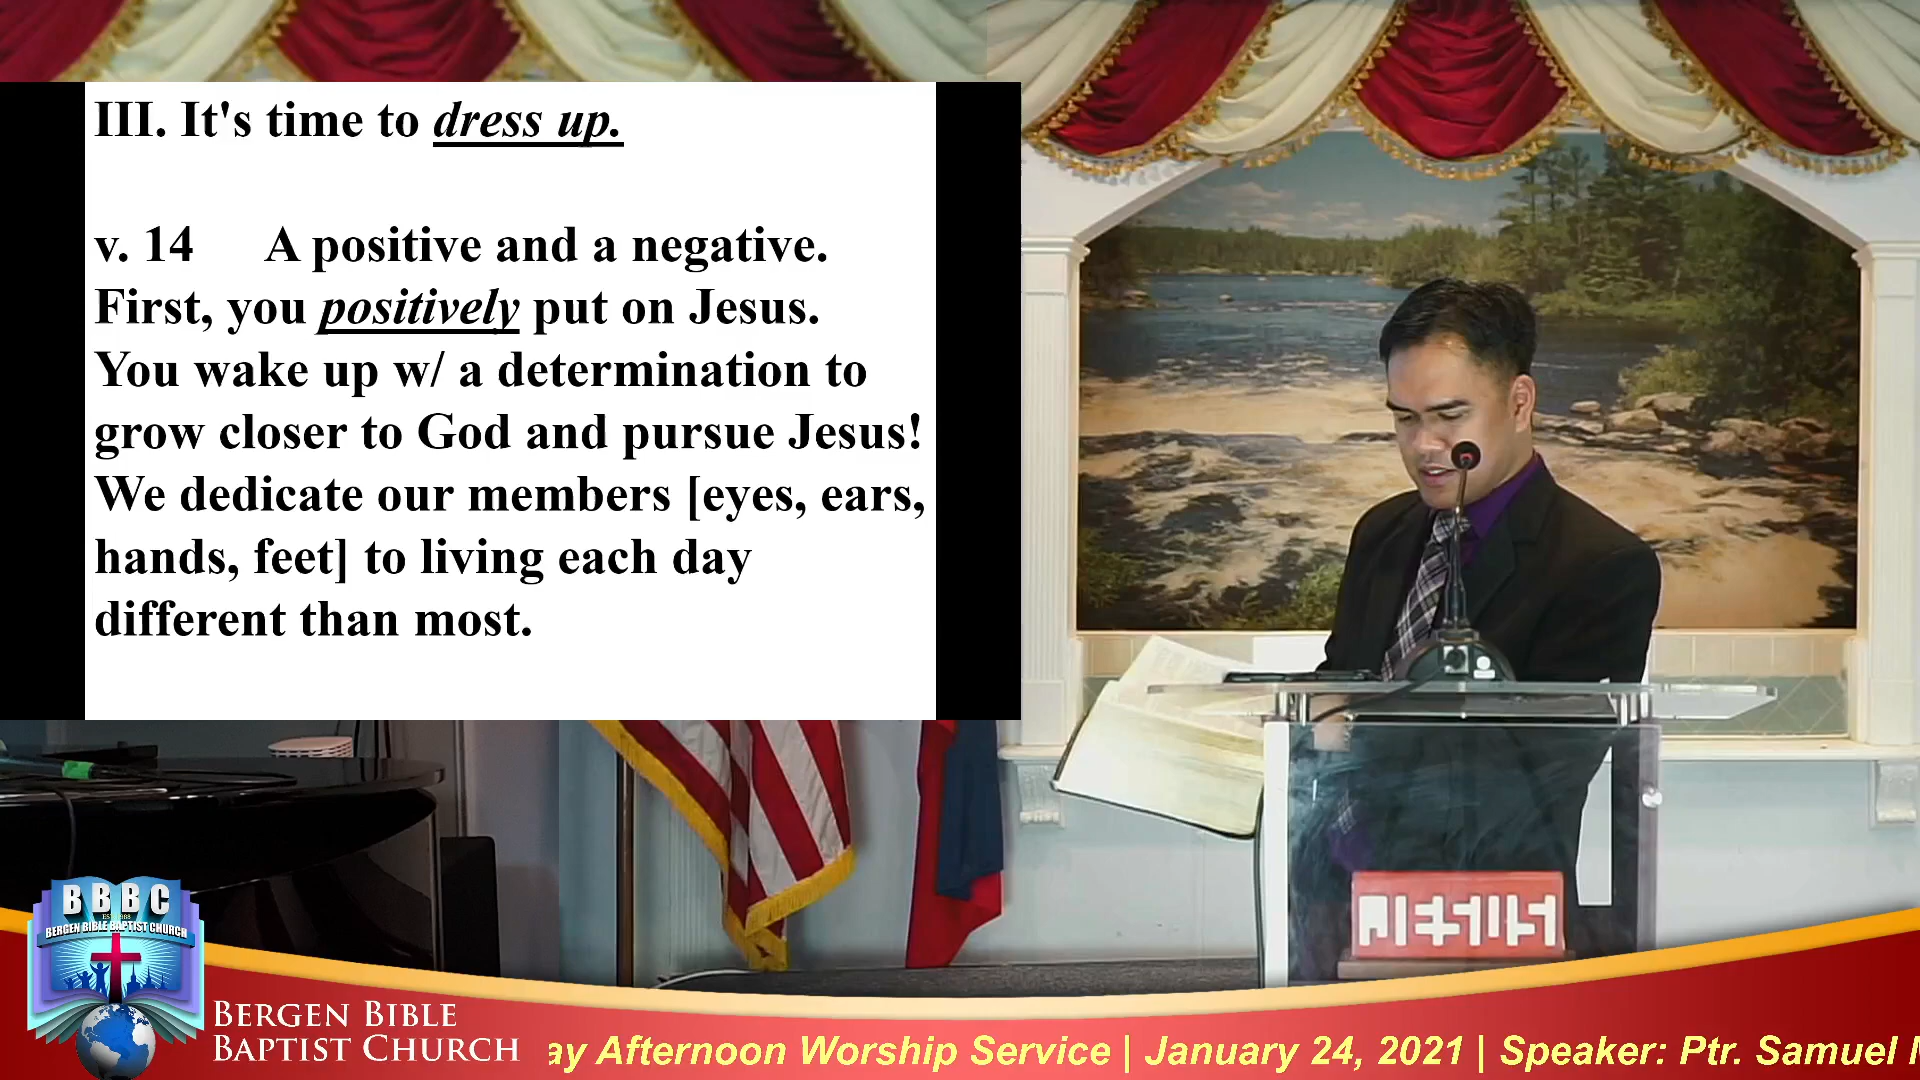 III. It's time to dress up.
v. 14 A positive and a negative.
First, you positively put on Jesus.
You wake up w/ a determination to
grow closer to God and pursue Jesus!
We dedicate our members [eyes, ears,
hands, feet] to living each day
different than most.
BBBC
BERGEN BIBLE BAPTIST CHURCH
BERGEN BIBLE
BAPTIST CHURCH
ay Afternoon Worship Service | January 24, 2021 | Speaker: Ptr. Samuel